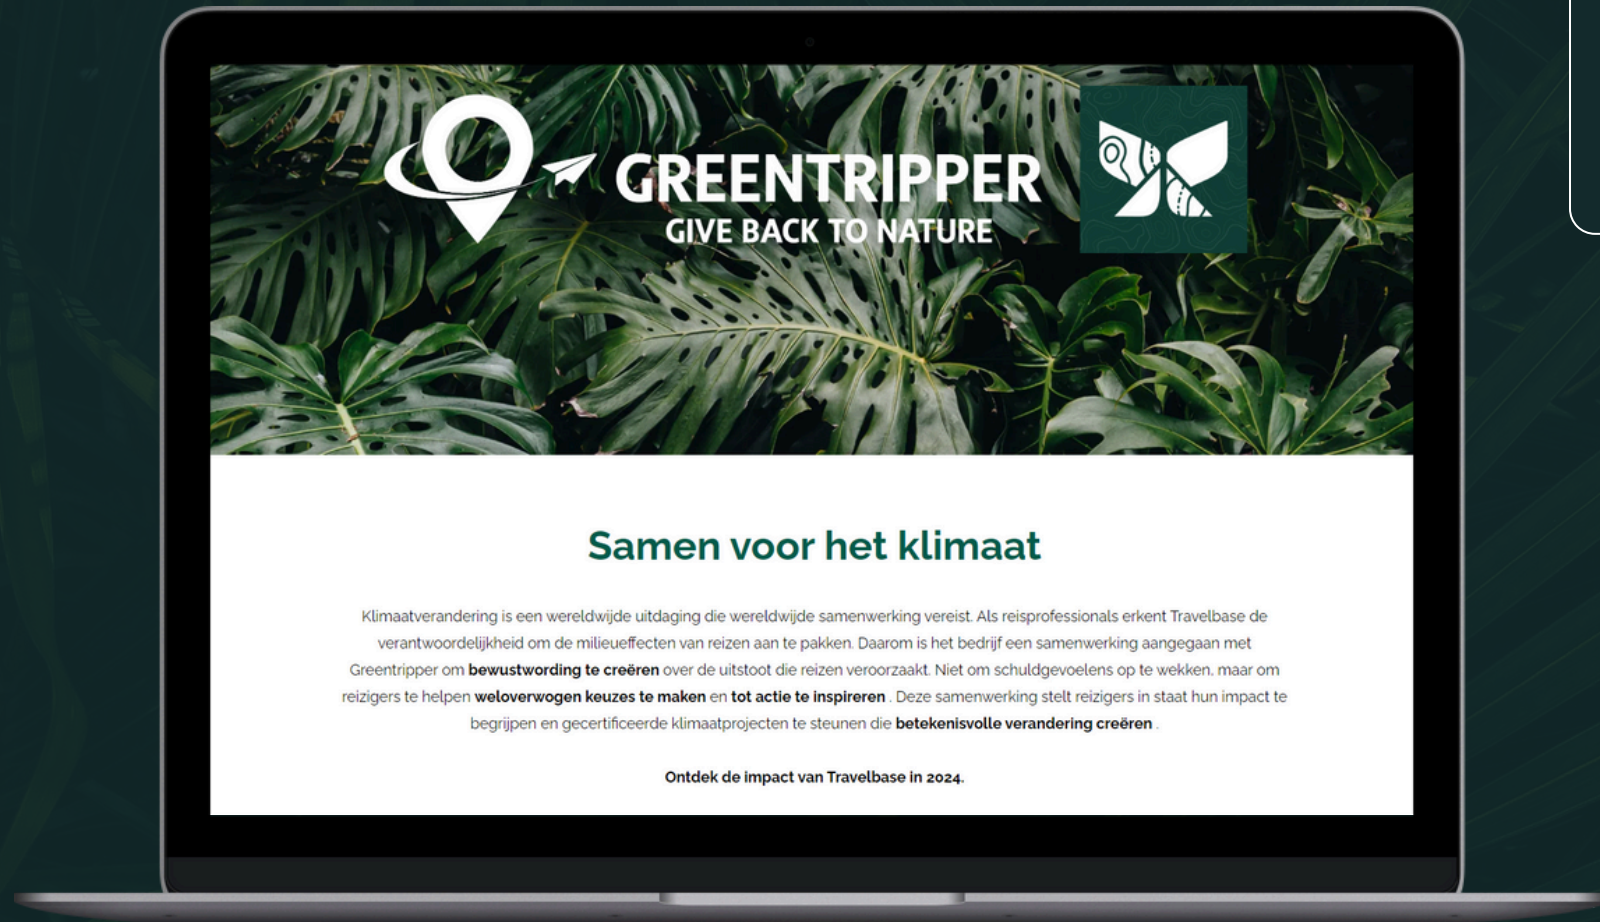 GREENTRIPPER
GIVE BACK TO NATURE
Samen voor het klimaat
Klimaatverandering is een wereldwijde uitdaging die wereldwijde samenwerking vereist. Als reisprofessionals erkent Travelbase de
verantwoordelijkheid om de milieueffecten van reizen aan te pakken. Daarom is het bedrijf een samenwerking aangegaan met
Greentripper om bewustwording te creëren over de uitstoot die reizen veroorzaakt. Niet om schuldgevoelens op te wekken, maar om
reizigers te helpen weloverwogen keuzes te maken en tot actie te inspireren . Deze samenwerking stelt reizigers in staat hun impact te
begrijpen en gecertificeerde klimaatprojecten te steunen die betekenisvolle verandering creëren .
Ontdek de impact van Travelbase in 2024.